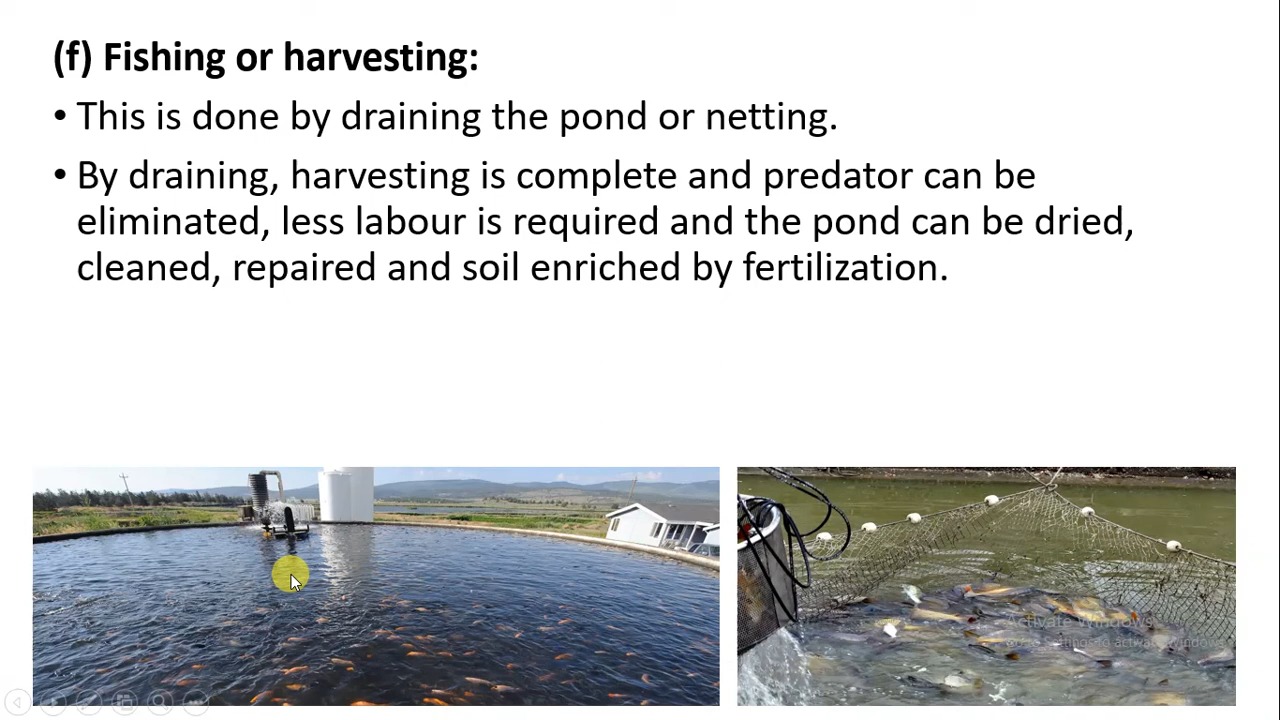 (f) Fishing or harvesting:
• This is done by draining the pond or netting.
• By draining, harvesting is complete and predator can be
eliminated, less labour is required and the pond can be dried,
cleaned, repaired and soil enriched by fertilization.
Activate Windows